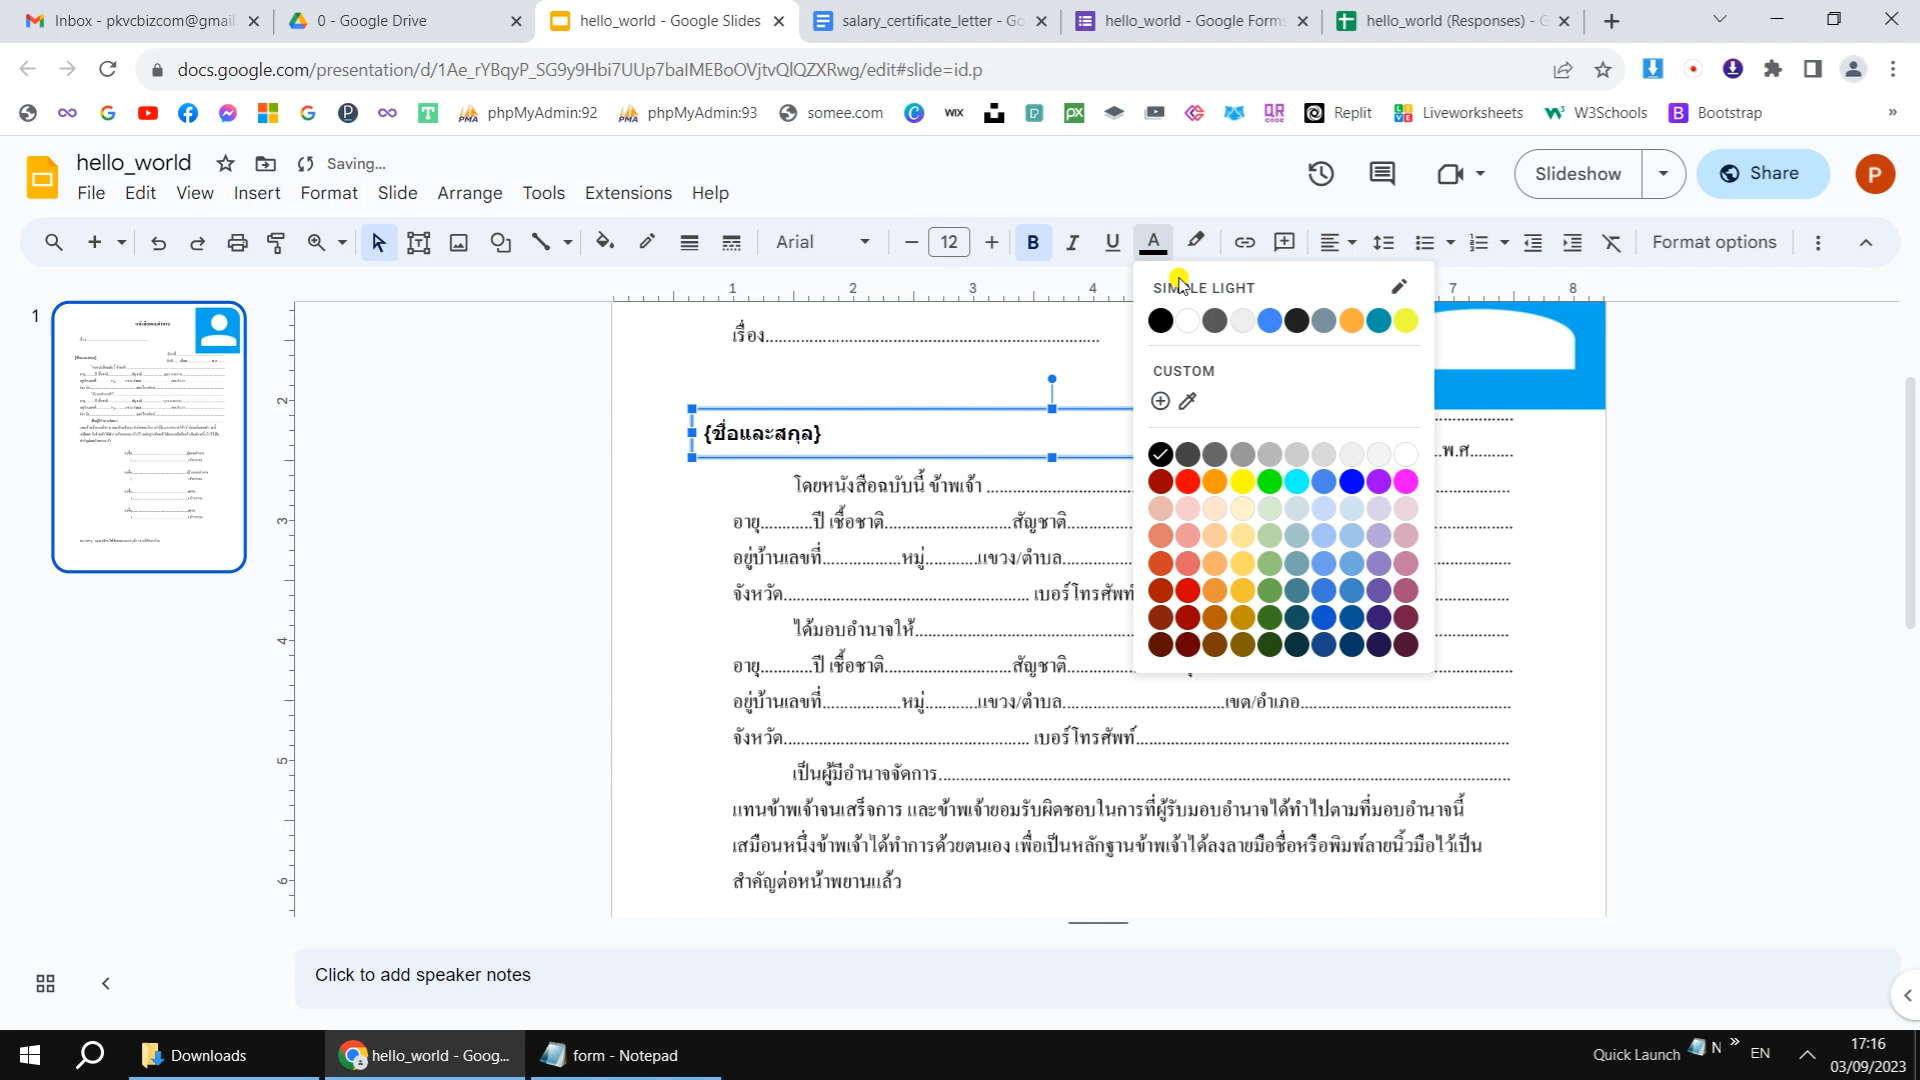 Inbox - pkvcbizcom@gmail
0 - Google Drive
hello_world - Google Slides
salary_certificate_letter - Go
hello_world - Google Forms
hello_world (Responses) - G
docs.google.com/presentation/d/1Ae_rYBqyP_SG9y9Hbi7UUp7balMEBoOVjtvQlQZXRwg/edit#slide=id.p
phpMyAdmin:92
phpMyAdmin:93
somee.com
WIX
Replit
Liveworksheets
W3Schools
Bootstrap
hello_world
Saving...
File Edit View Insert Format Slide Arrange Tools Extensions Help
Slideshow
Share
P
Arial
12
Format options
SIMPLE LIGHT
CUSTOM
1 2 3 4 7 8
2
3
4
5
6
1
เรื่อง
พ.ศ
{ชื่อและสกุล}
โดยหนังสือฉบับนี้ ข้าพเจ้า
อายุ............ปี เชื้อชาติ..............................สัญชาติ
อยู่บ้านเลขที่...................หมู่............แขวง/ตำบล
จังหวัด............................................................ เบอร์โทรศัพท์
ได้มอบอำนาจให้
อายุ............ปี เชื้อชาติ..............................สัญชาติ
อยู่บ้านเลขที่...................หมู่............แขวง/ตำบล.......................................เขต/อำเภอ
จังหวัด............................................................ เบอร์โทรศัพท์
เป็นผู้มีอำนาจจัดการ
แทนข้าพเจ้าจนเสร็จการ และข้าพเจ้ายอมรับผิดชอบในการที่ผู้รับมอบอำนาจได้ทำไปตามที่มอบอำนาจนี้
เสมือนหนึ่งข้าพเจ้าได้ทำการด้วยตนเอง เพื่อเป็นหลักฐานข้าพเจ้าได้ลงลายมือชื่อหรือพิมพ์ลายนิ้วมือไว้เป็น
สำคัญต่อหน้าพยานแล้ว
Click to add speaker notes
Downloads
hello_world - Goog...
form - Notepad
Quick Launch
N
EN
17:16
03/09/2023